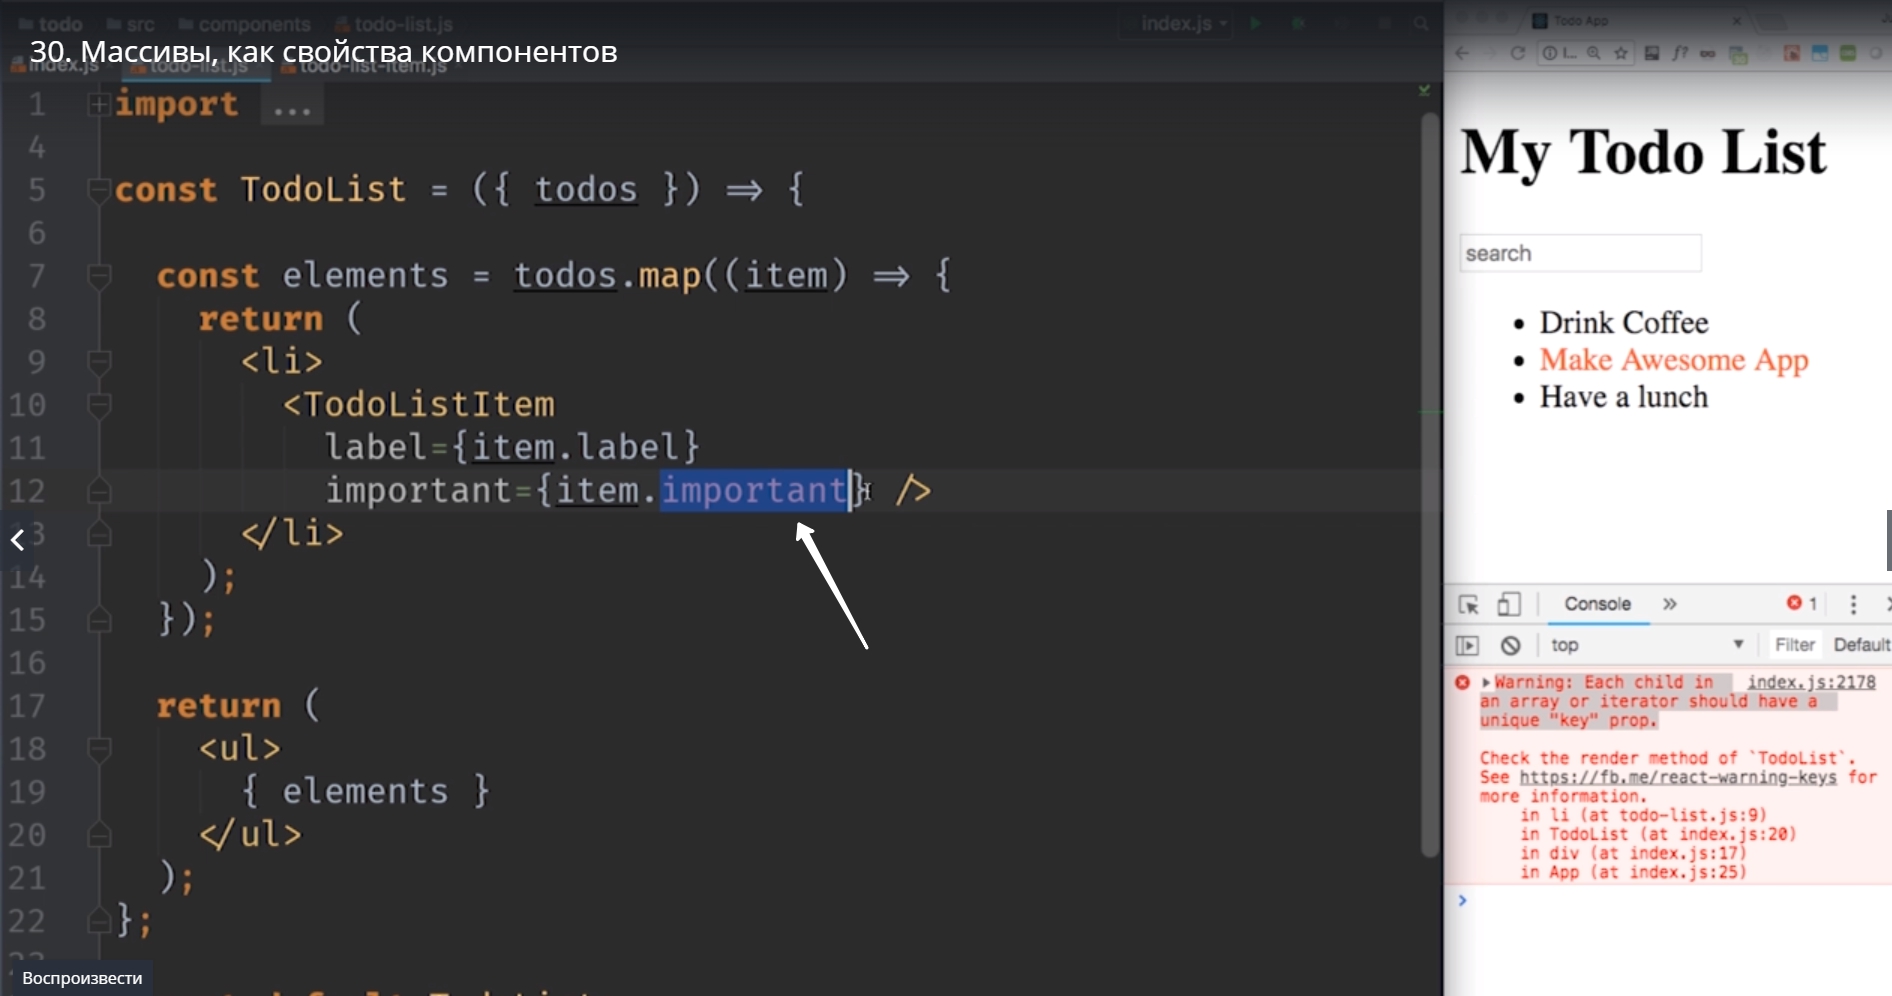 todo src components todo-list.js index.js
30. Массивы, как свойства компонентов
index.js todo-list.js todo-list-item.js
1 import ...
4
5 const TodoList = ({ todos }) ⇒ {
6
7 const elements = todos.map((item) ⇒ {
8 return (
9 <li>
10 <TodoListItem
11 label={item.label}
12 important={item.important} />
13 </li>
14 );
15 });
16
17 return (
18 <ul>
19 { elements }
20 </ul>
21 );
22 };
Воспроизвести
Todo App
My Todo List
search
Drink Coffee
Make Awesome App
Have a lunch
Console » 1
top Filter Default
Warning: Each child in index.js:2178
an array or iterator should have a
unique "key" prop.
Check the render method of `TodoList`.
See https://fb.me/react-warning-keys for
more information.
in li (at todo-list.js:9)
in TodoList (at index.js:20)
in div (at index.js:17)
in App (at index.js:25)